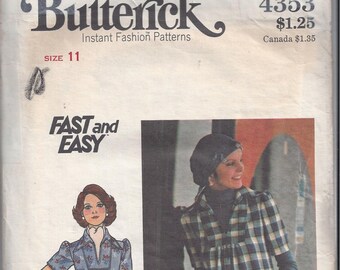 Butterick
4353
$1.25
Instant Fashion Patterns
Canada $1.35
SIZE 11
FAST and
EASY